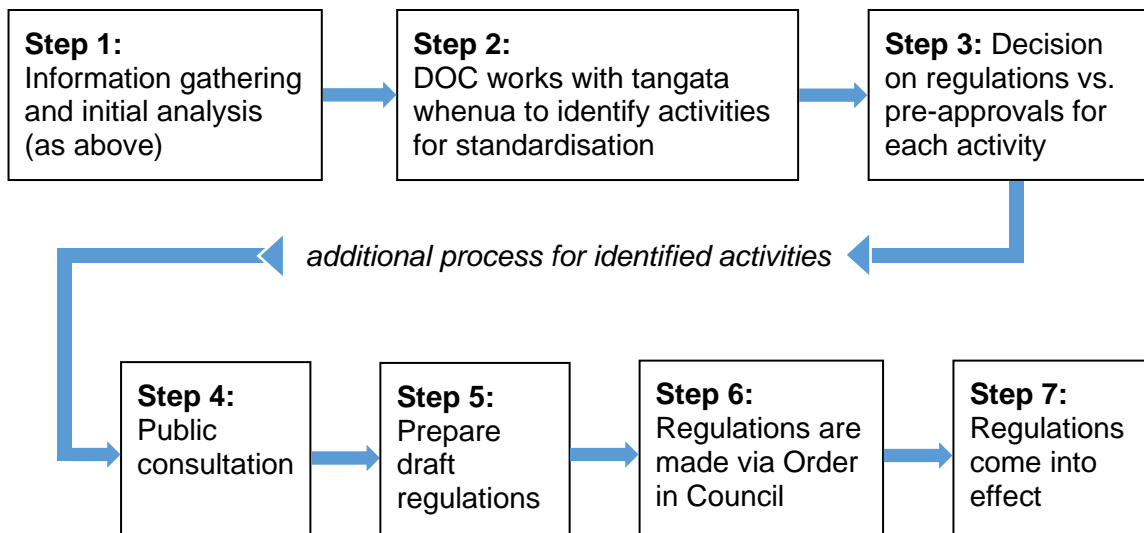 Step 1:
Information gathering
and initial analysis
(as above)
Step 2:
DOC works with tangata
whenua to identify activities
for standardisation
Step 3: Decision
on regulations vs.
pre-approvals for
each activity
additional process for identified activities
Step 4:
Public
consultation
Step 5:
Prepare
draft
regulations
Step 6:
Regulations are
made via Order
in Council
Step 7:
Regulations
come into
effect